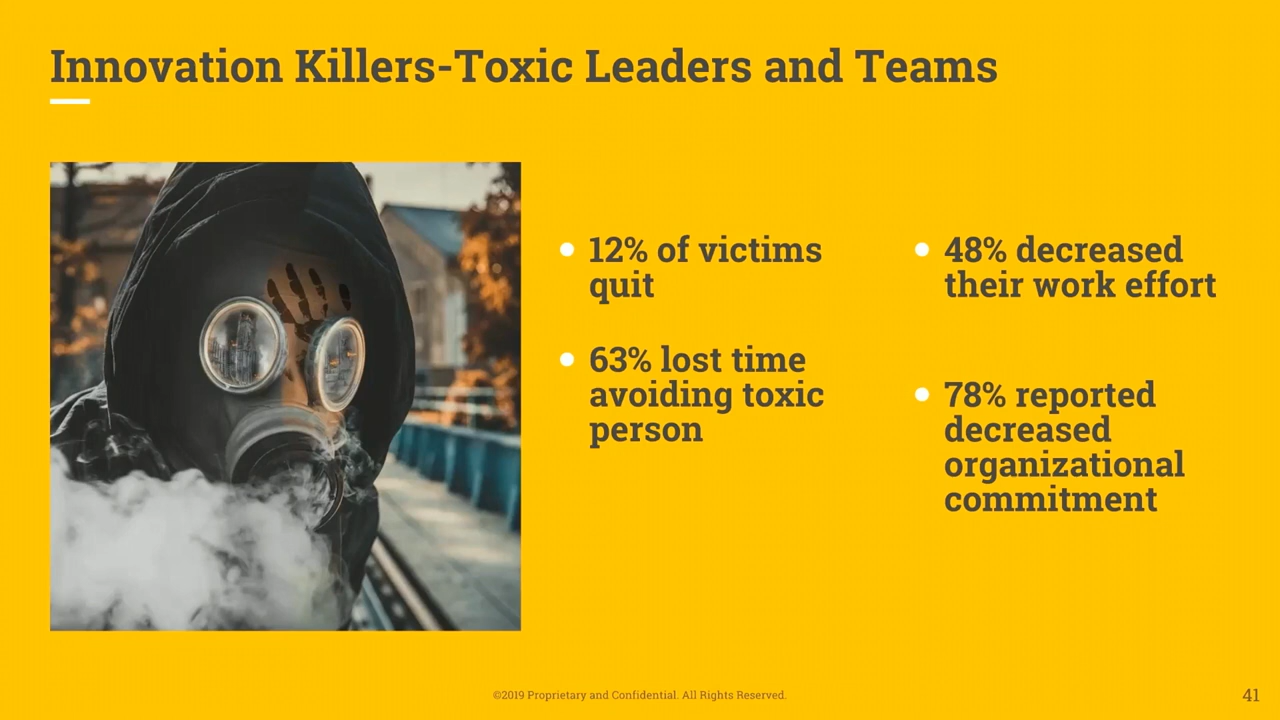 Innovation Killers-Toxic Leaders and Teams
12% of victims
quit
63% lost time
avoiding toxic
person
48% decreased
their work effort
78% reported
decreased
organizational
commitment
©2019 Proprietary and Confidential. All Rights Reserved.
41